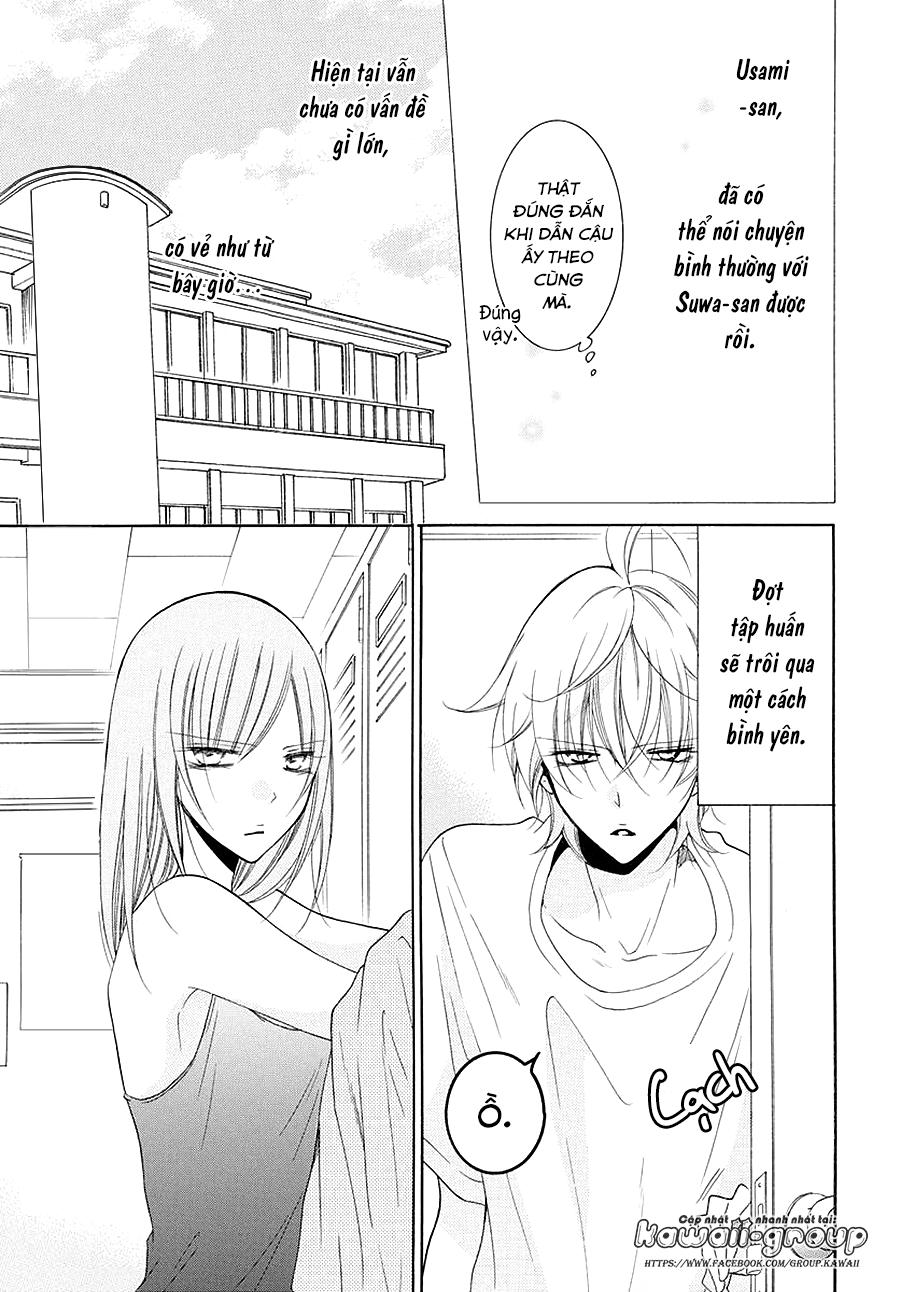 Usami
-san,
đã có
thể nói chuyện
bình thường với
Suwa-san được
rồi.
THẬT
ĐÚNG ĐẮN
KHI DẪN CẬU
ẤY THEO
CÙNG
MÀ.
Đúng
vậy.
Hiện tại vẫn
chưa có vấn đề
gì lớn,
có vẻ như từ
bây giờ...
Đợt
tập huấn
sẽ trôi qua
một cách
bình yên.
Ồ.
Cạch
Cập nhật nhanh nhất tại:
kawaii-group
HTTPS://WWW.FACEBOOK.COM/GROUP.KAWAII